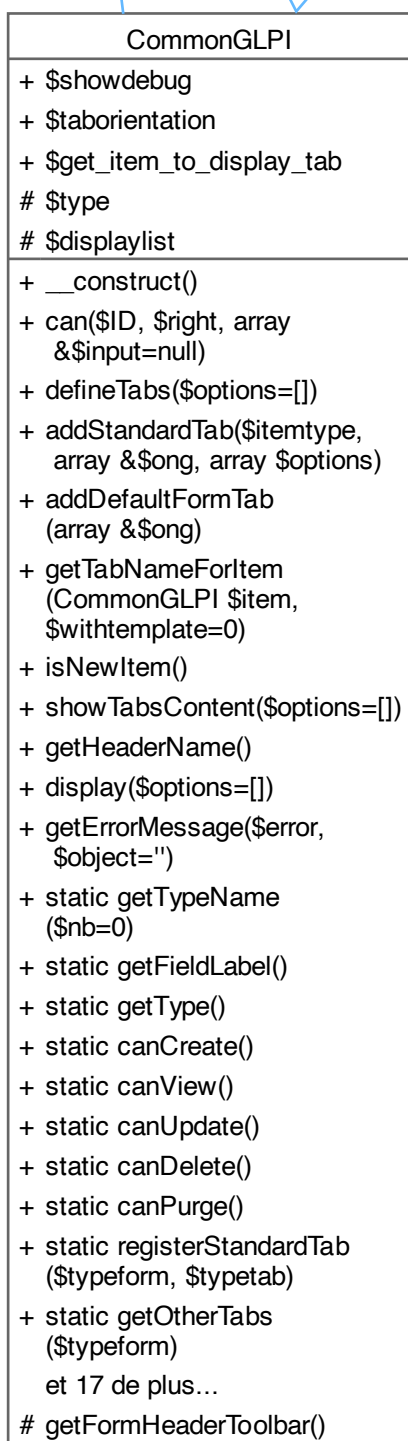 CommonGLPI
+ $showdebug
+ $taborientation
+ $get_item_to_display_tab
# $type
# $displaylist
+ __construct()
+ can($ID, $right, array
&$input=null)
+ defineTabs($options=[])
+ addStandardTab($itemtype,
array &$ong, array $options)
+ addDefaultFormTab
(array &$ong)
+ getTabNameForItem
(CommonGLPI $item,
$withtemplate=0)
+ isNewItem()
+ showTabsContent($options=[])
+ getHeaderName()
+ display($options=[])
+ getErrorMessage($error,
$object='')
+ static getTypeName
($nb=0)
+ static getFieldLabel()
+ static getType()
+ static canCreate()
+ static canView()
+ static canUpdate()
+ static canDelete()
+ static canPurge()
+ static registerStandardTab
($typeform, $typetab)
+ static getOtherTabs
($typeform)
et 17 de plus...
# getFormHeaderToolbar()